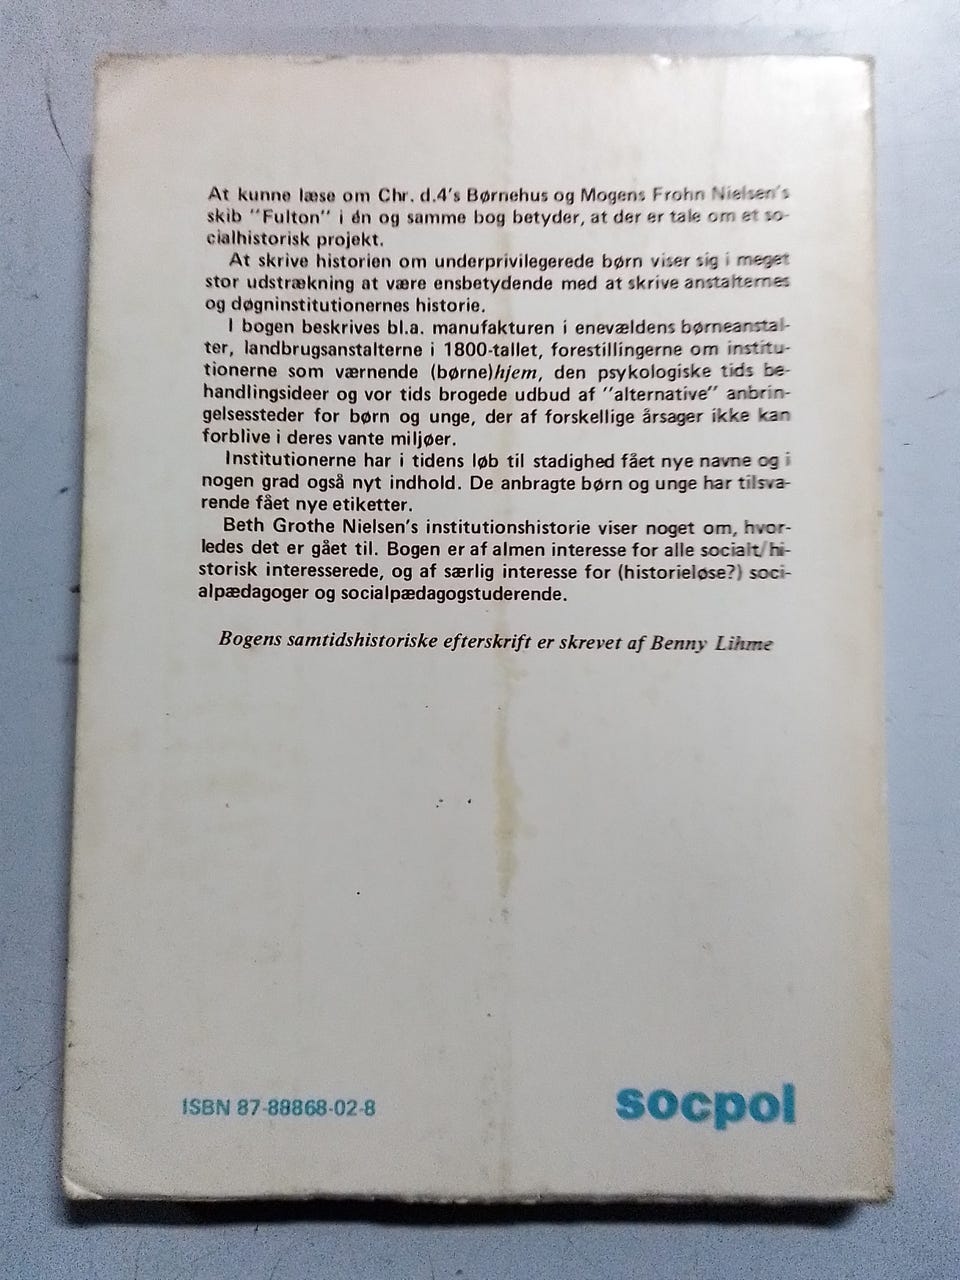 At kunne læse om Chr. d.4's Børnehus og Mogens Frohn Nielsen's
skib "Fulton" i én og samme bog betyder, at der er tale om et so-
cialhistorisk projekt.
At skrive historien om underprivilegerede børn viser sig i meget
stor udstrækning at være ensbetydende med at skrive anstalternes
og døgninstitutionernes historie.
I bogen beskrives bl.a. manufakturen i enevældens børneanstal-
ter, landbrugsanstalterne i 1800-tallet, forestillingerne om institu-
tionerne som værnende (børne)hjem, den psykologiske tids be-
handlingsideer og vor tids brogede udbud af "alternative" anbrin-
gelsessteder for børn og unge, der af forskellige årsager ikke kan
forblive i deres vante miljøer.
Institutionerne har i tidens løb til stadighed fået nye navne og i
nogen grad også nyt indhold. De anbragte børn og unge har tilsva-
rende fået nye etiketter.
Beth Grothe Nielsen's institutionshistorie viser noget om, hvor-
ledes det er gået til. Bogen er af almen interesse for alle socialt/hi-
storisk interesserede, og af særlig interesse for (historieløse?) soci-
alpædagoger og socialpædagogstuderende.
Bogens samtidshistoriske efterskrift er skrevet af Benny Lihme
ISBN 87-88868-02-8
socpol